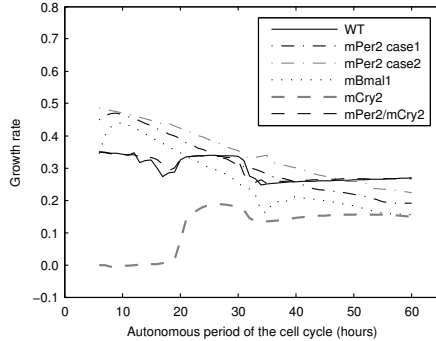 Growth rate
0.8
0.7
0.6
0.5
0.4
0.3
0.2
0.1
0.0
−0.1
0 10 20 30 40 50 60
Autonomous period of the cell cycle (hours)
WT
mPer2 case1
mPer2 case2
mBmal1
mCry2
mPer2/mCry2